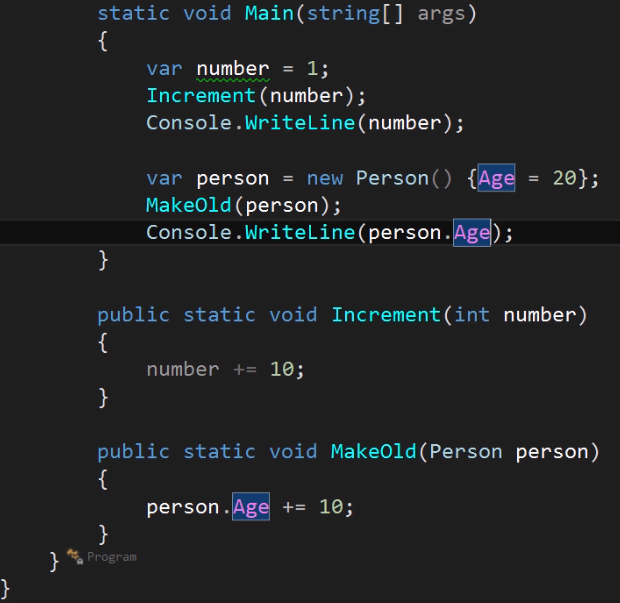 static void Main(string[] args)
{
var number = 1;
Increment(number);
Console.WriteLine(number);
var person = new Person() {Age = 20};
MakeOld(person);
Console.WriteLine(person.Age);
}
public static void Increment(int number)
{
number += 10;
}
public static void MakeOld(Person person)
{
person.Age += 10;
}
} Program
}